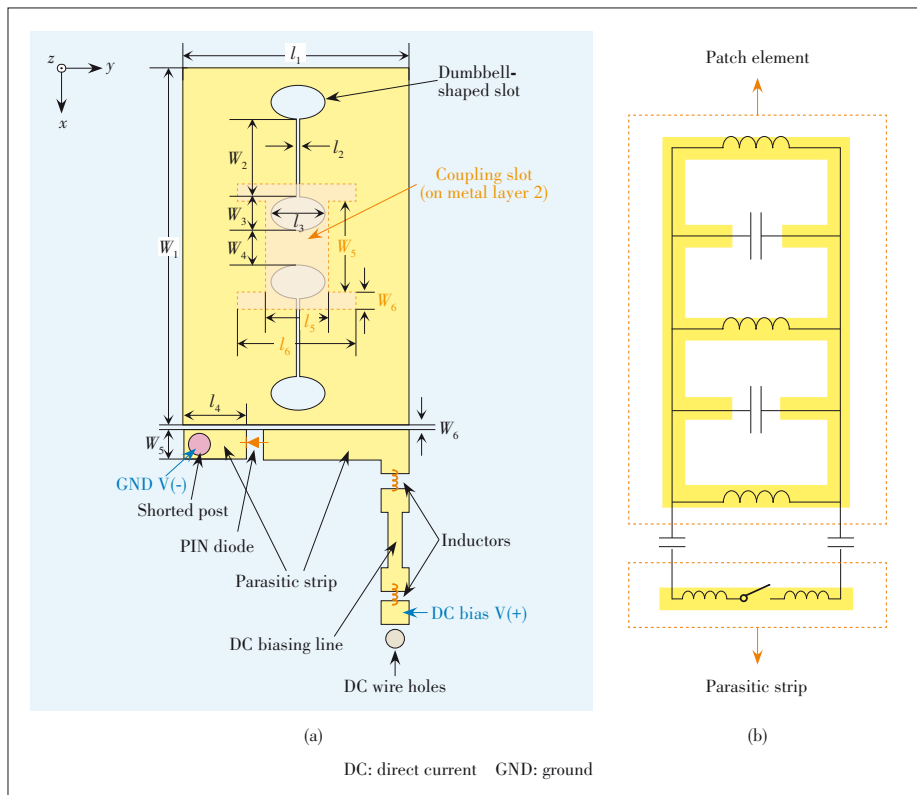 z
y
x
l1
Dumbbell-
shaped slot
W2
l2
Coupling slot
(on metal layer 2)
W3
l3
W1
W4
W5
W6
l5
l6
l4
W6
W5
GND V(-)
Shorted post
PIN diode
Inductors
Parasitic strip
DC bias V(+)
DC biasing line
DC wire holes
(a)
Patch element
Parasitic strip
(b)
DC: direct current GND: ground